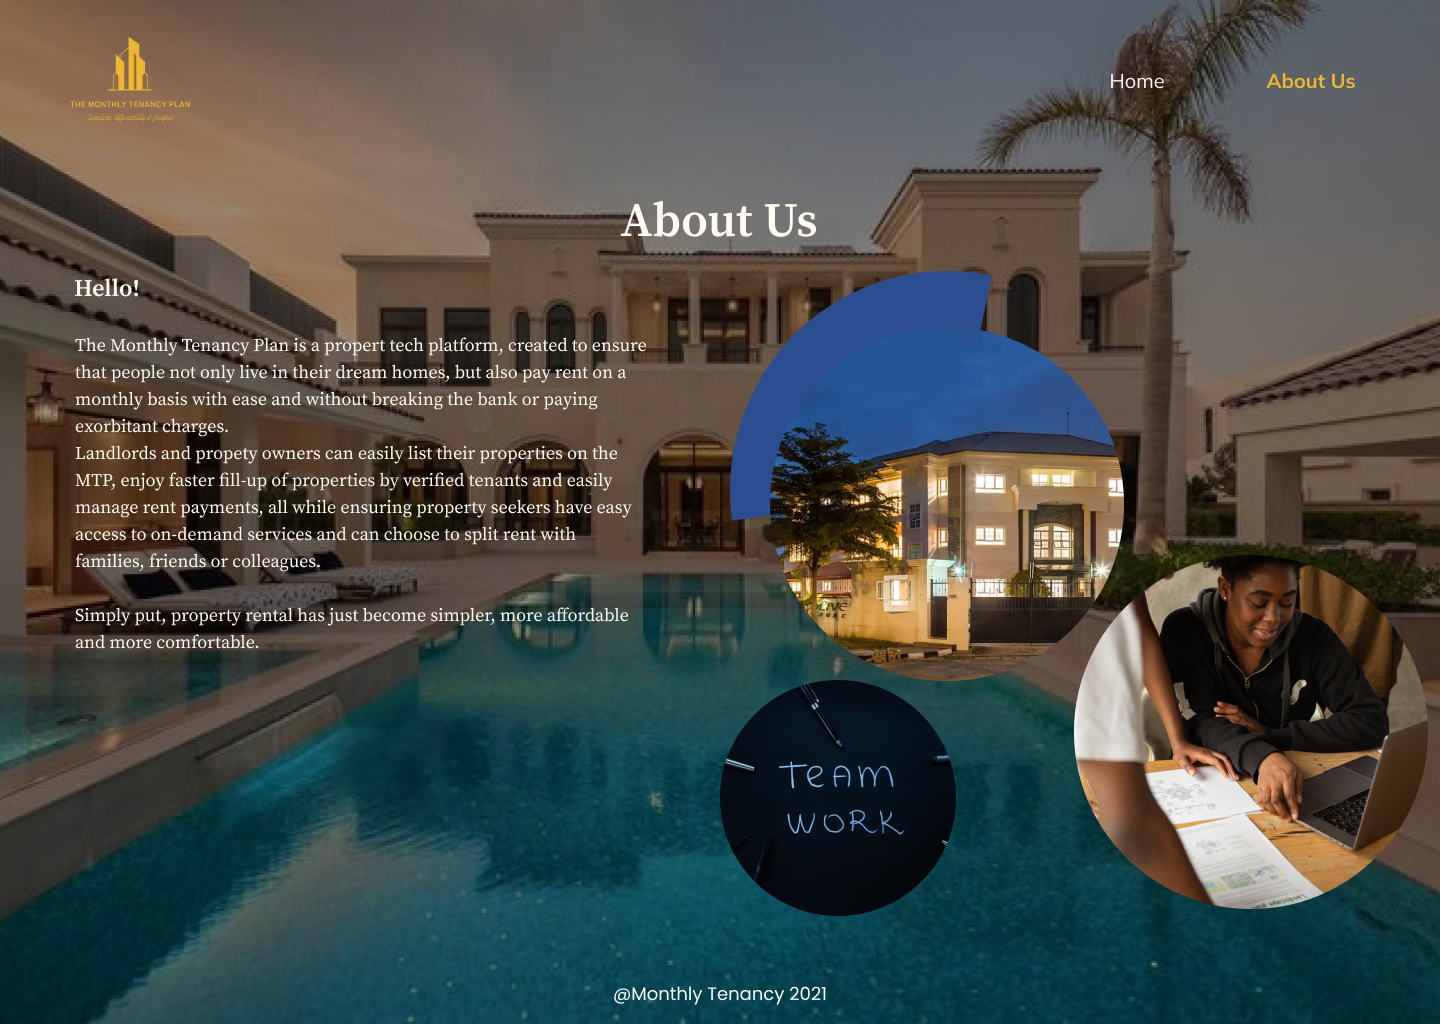 THE MONTHLY TENANCY PLAN
Simplicity, Affordability & Comfort
Home
About Us
About Us
Hello!
The Monthly Tenancy Plan is a propert tech platform, created to ensure
that people not only live in their dream homes, but also pay rent on a
monthly basis with ease and without breaking the bank or paying
exorbitant charges.
Landlords and propety owners can easily list their properties on the
MTP, enjoy faster fill-up of properties by verified tenants and easily
manage rent payments, all while ensuring property seekers have easy
access to on-demand services and can choose to split rent with
families, friends or colleagues.
Simply put, property rental has just become simpler, more affordable
and more comfortable.
TEAM
WORK
@Monthly Tenancy 2021